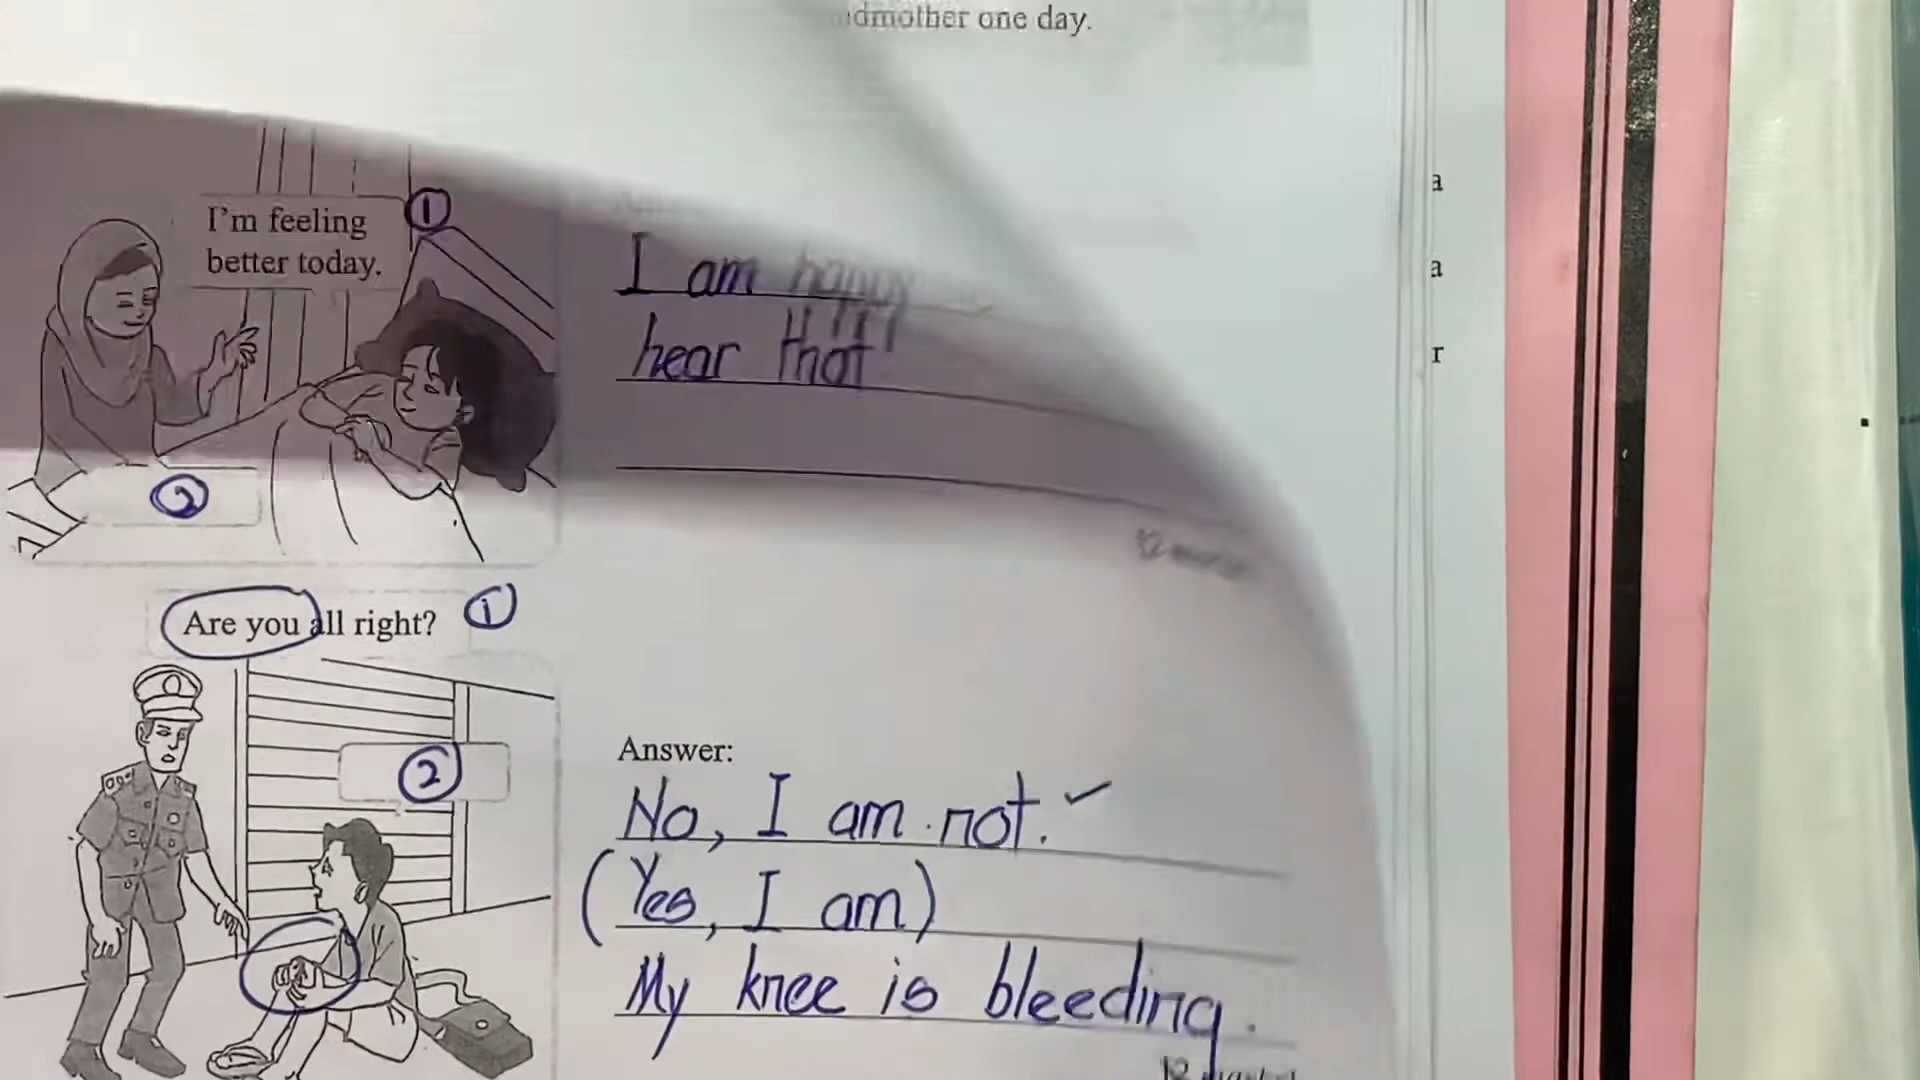 one day.
a
a
r
I'm feeling
better today.
1
I am happy
hear that
2
Are you all right?
1
2
Answer:
No, I am not. ✓
(Yes, I am)
My knee is bleeding.